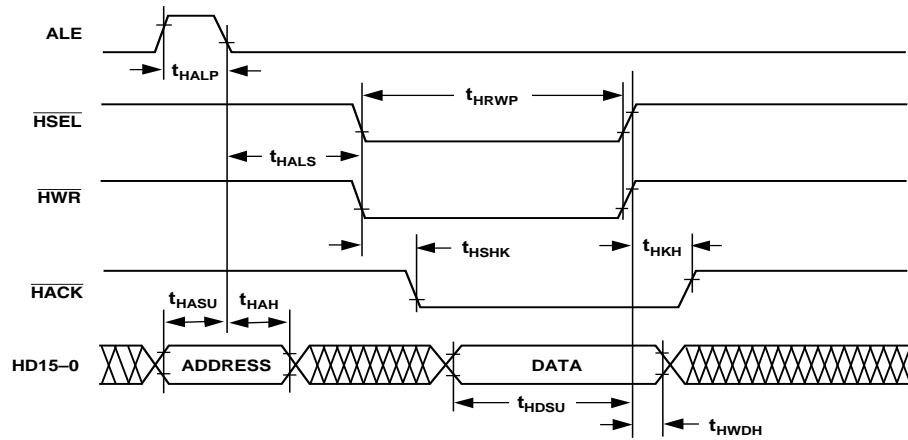 ALE
tHALP
tHRWP
HSEL
tHALS
HWR
tHSHK
tHKH
HACK
tHASU
tHAH
HD15–0
ADDRESS
DATA
tHDSU
tHWDH